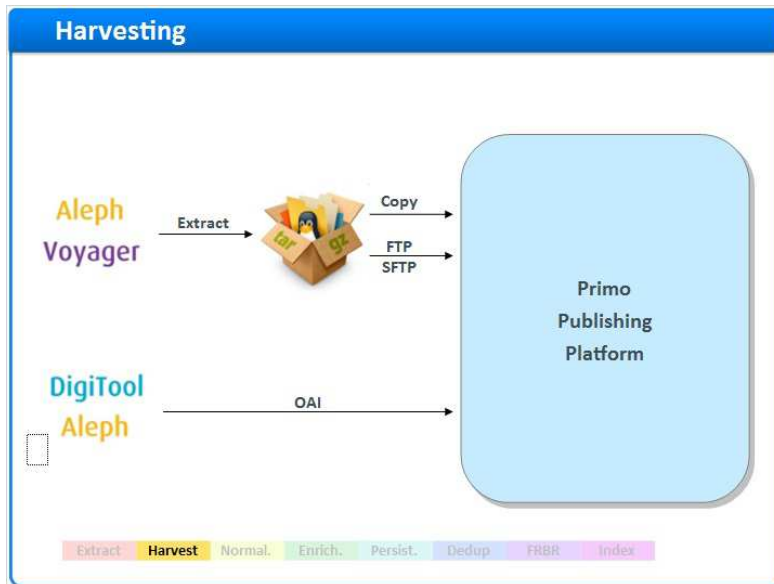 Harvesting
Aleph
Voyager
Extract
tar
gz
Copy
FTP
SFTP
Primo
Publishing
Platform
DigiTool
Aleph
OAI
Extract Harvest Normal. Enrich. Persist. Dedup FRBR Index